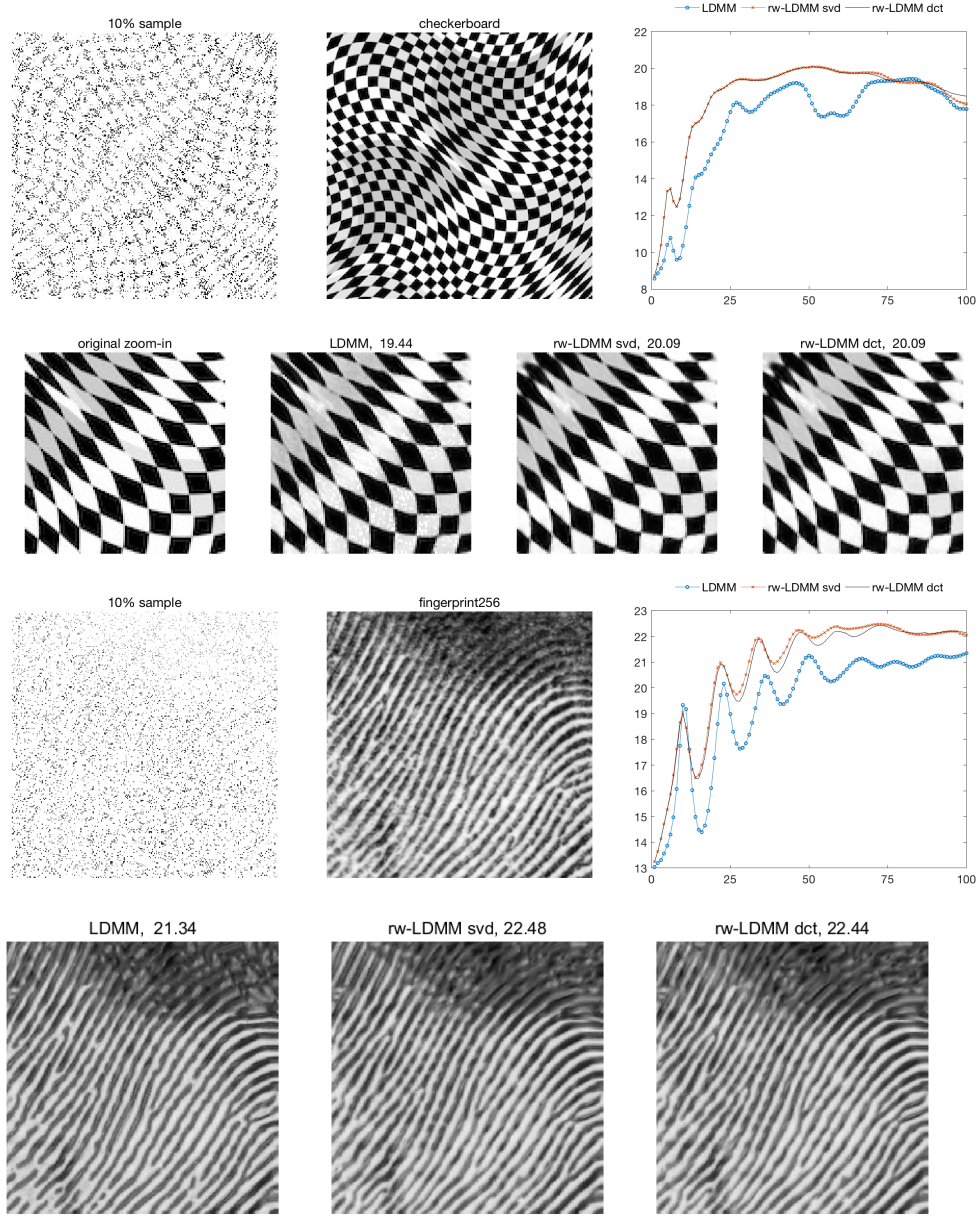 LDMM rw-LDMM svd rw-LDMM dct
10% sample checkerboard
22
20
18
16
14
12
10
8
0 25 50 75 100
original zoom-in LDMM, 19.44 rw-LDMM svd, 20.09 rw-LDMM dct, 20.09
LDMM rw-LDMM svd rw-LDMM dct
10% sample fingerprint256
23
22
21
20
19
18
17
16
15
14
13
0 25 50 75 100
LDMM, 21.34 rw-LDMM svd, 22.48 rw-LDMM dct, 22.44